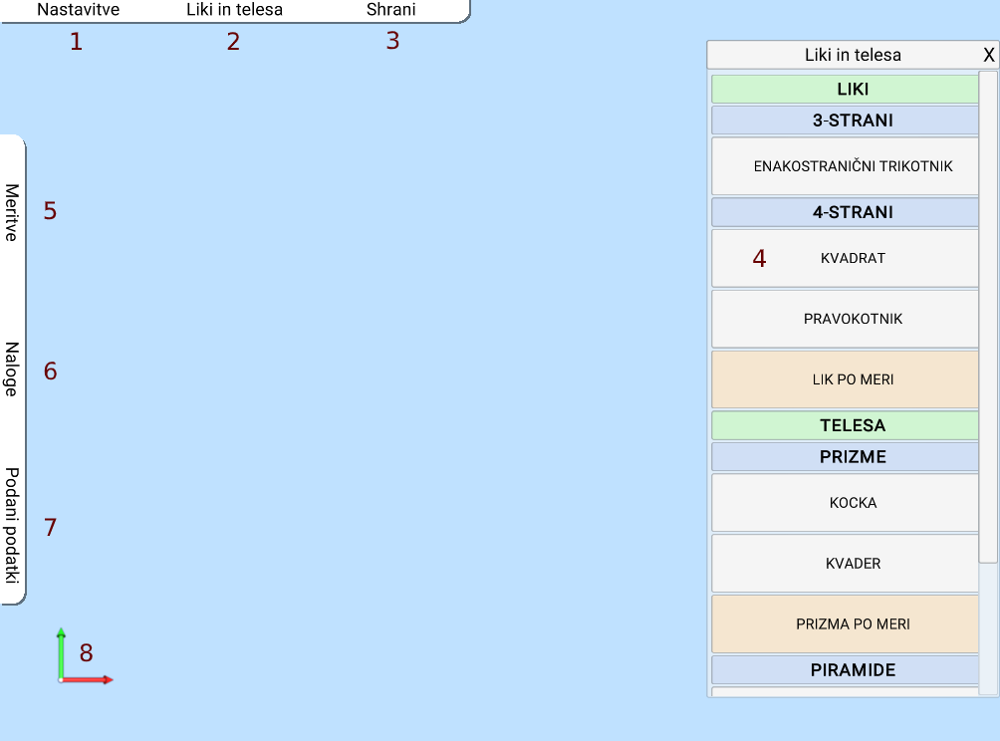 Nastavitve Liki in telesa Shrani
1 2 3
Meritve
5
Naloge
6
Podani podatki
7
8
Liki in telesa X
LIKI
3-STRANI
ENAKOSTRANIČNI TRIKOTNIK
4-STRANI
4 KVADRAT
PRAVOKOTNIK
LIK PO MERI
TELESA
PRIZME
KOCKA
KVADER
PRIZMA PO MERI
PIRAMIDE